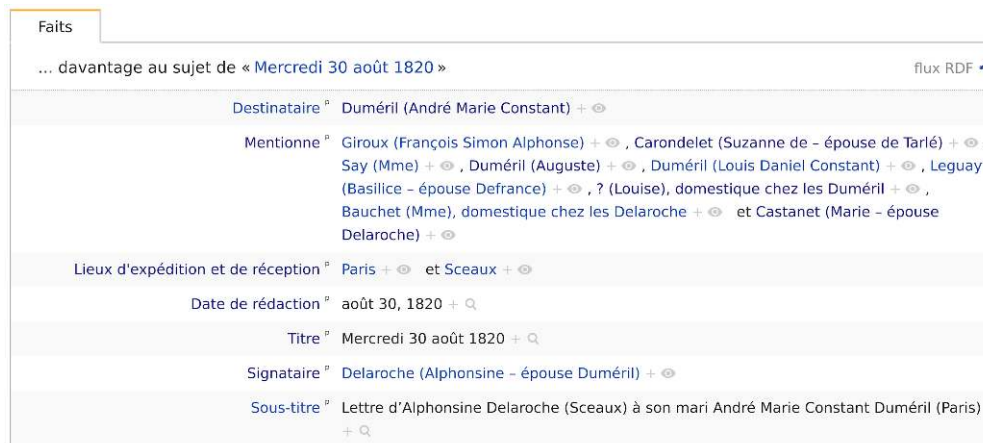 Faits
... davantage au sujet de « Mercredi 30 août 1820 » flux RDF
Destinataire Duméril (André Marie Constant) +
Mentionne Giroux (François Simon Alphonse) + , Carondelet (Suzanne de – épouse de Tarlé) +
Say (Mme) + , Duméril (Auguste) + , Duméril (Louis Daniel Constant) + , Leguay
(Basilice – épouse Defrance) + , ? (Louise), domestique chez les Duméril + ,
Bauchet (Mme), domestique chez les Delaroche + et Castanet (Marie – épouse
Delaroche) +
Lieux d'expédition et de réception Paris + et Sceaux +
Date de rédaction août 30, 1820 +
Titre Mercredi 30 août 1820 +
Signataire Delaroche (Alphonsine – épouse Duméril) +
Sous-titre Lettre d’Alphonsine Delaroche (Sceaux) à son mari André Marie Constant Duméril (Paris)
+